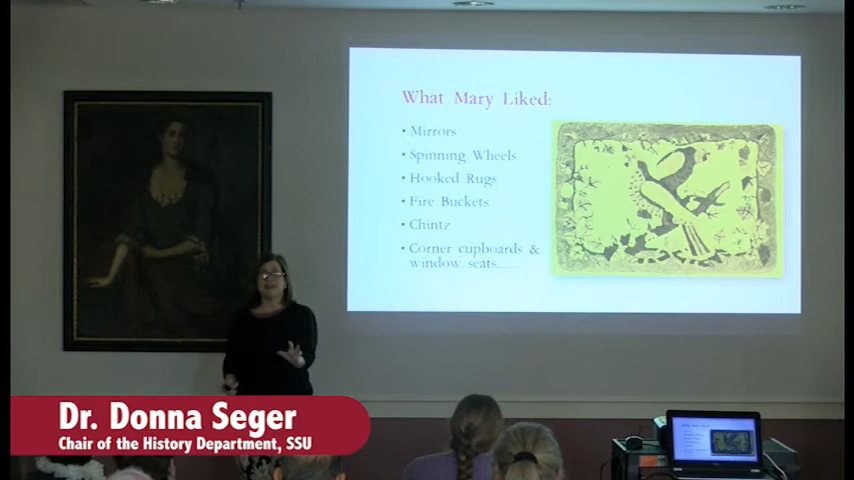 What Mary Liked:
• Mirrors
• Spinning Wheels
• Hooked Rugs
• Fire Buckets
• Chintz
• Corner cupboards &
window seats.......
Dr. Donna Seger
Chair of the History Department, SSU